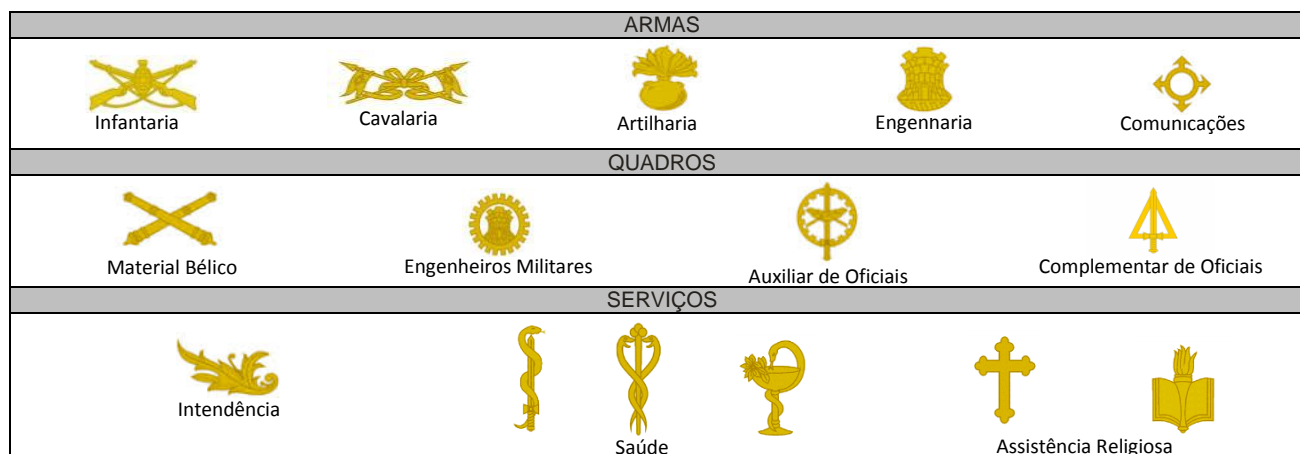 ARMAS
Infantaria
Cavalaria
Artilharia
Engennaria
Comunicações
QUADROS
Material Bélico
Engenheiros Militares
Auxiliar de Oficiais
Complementar de Oficiais
SERVIÇOS
Intendência
Saúde
Assistência Religiosa